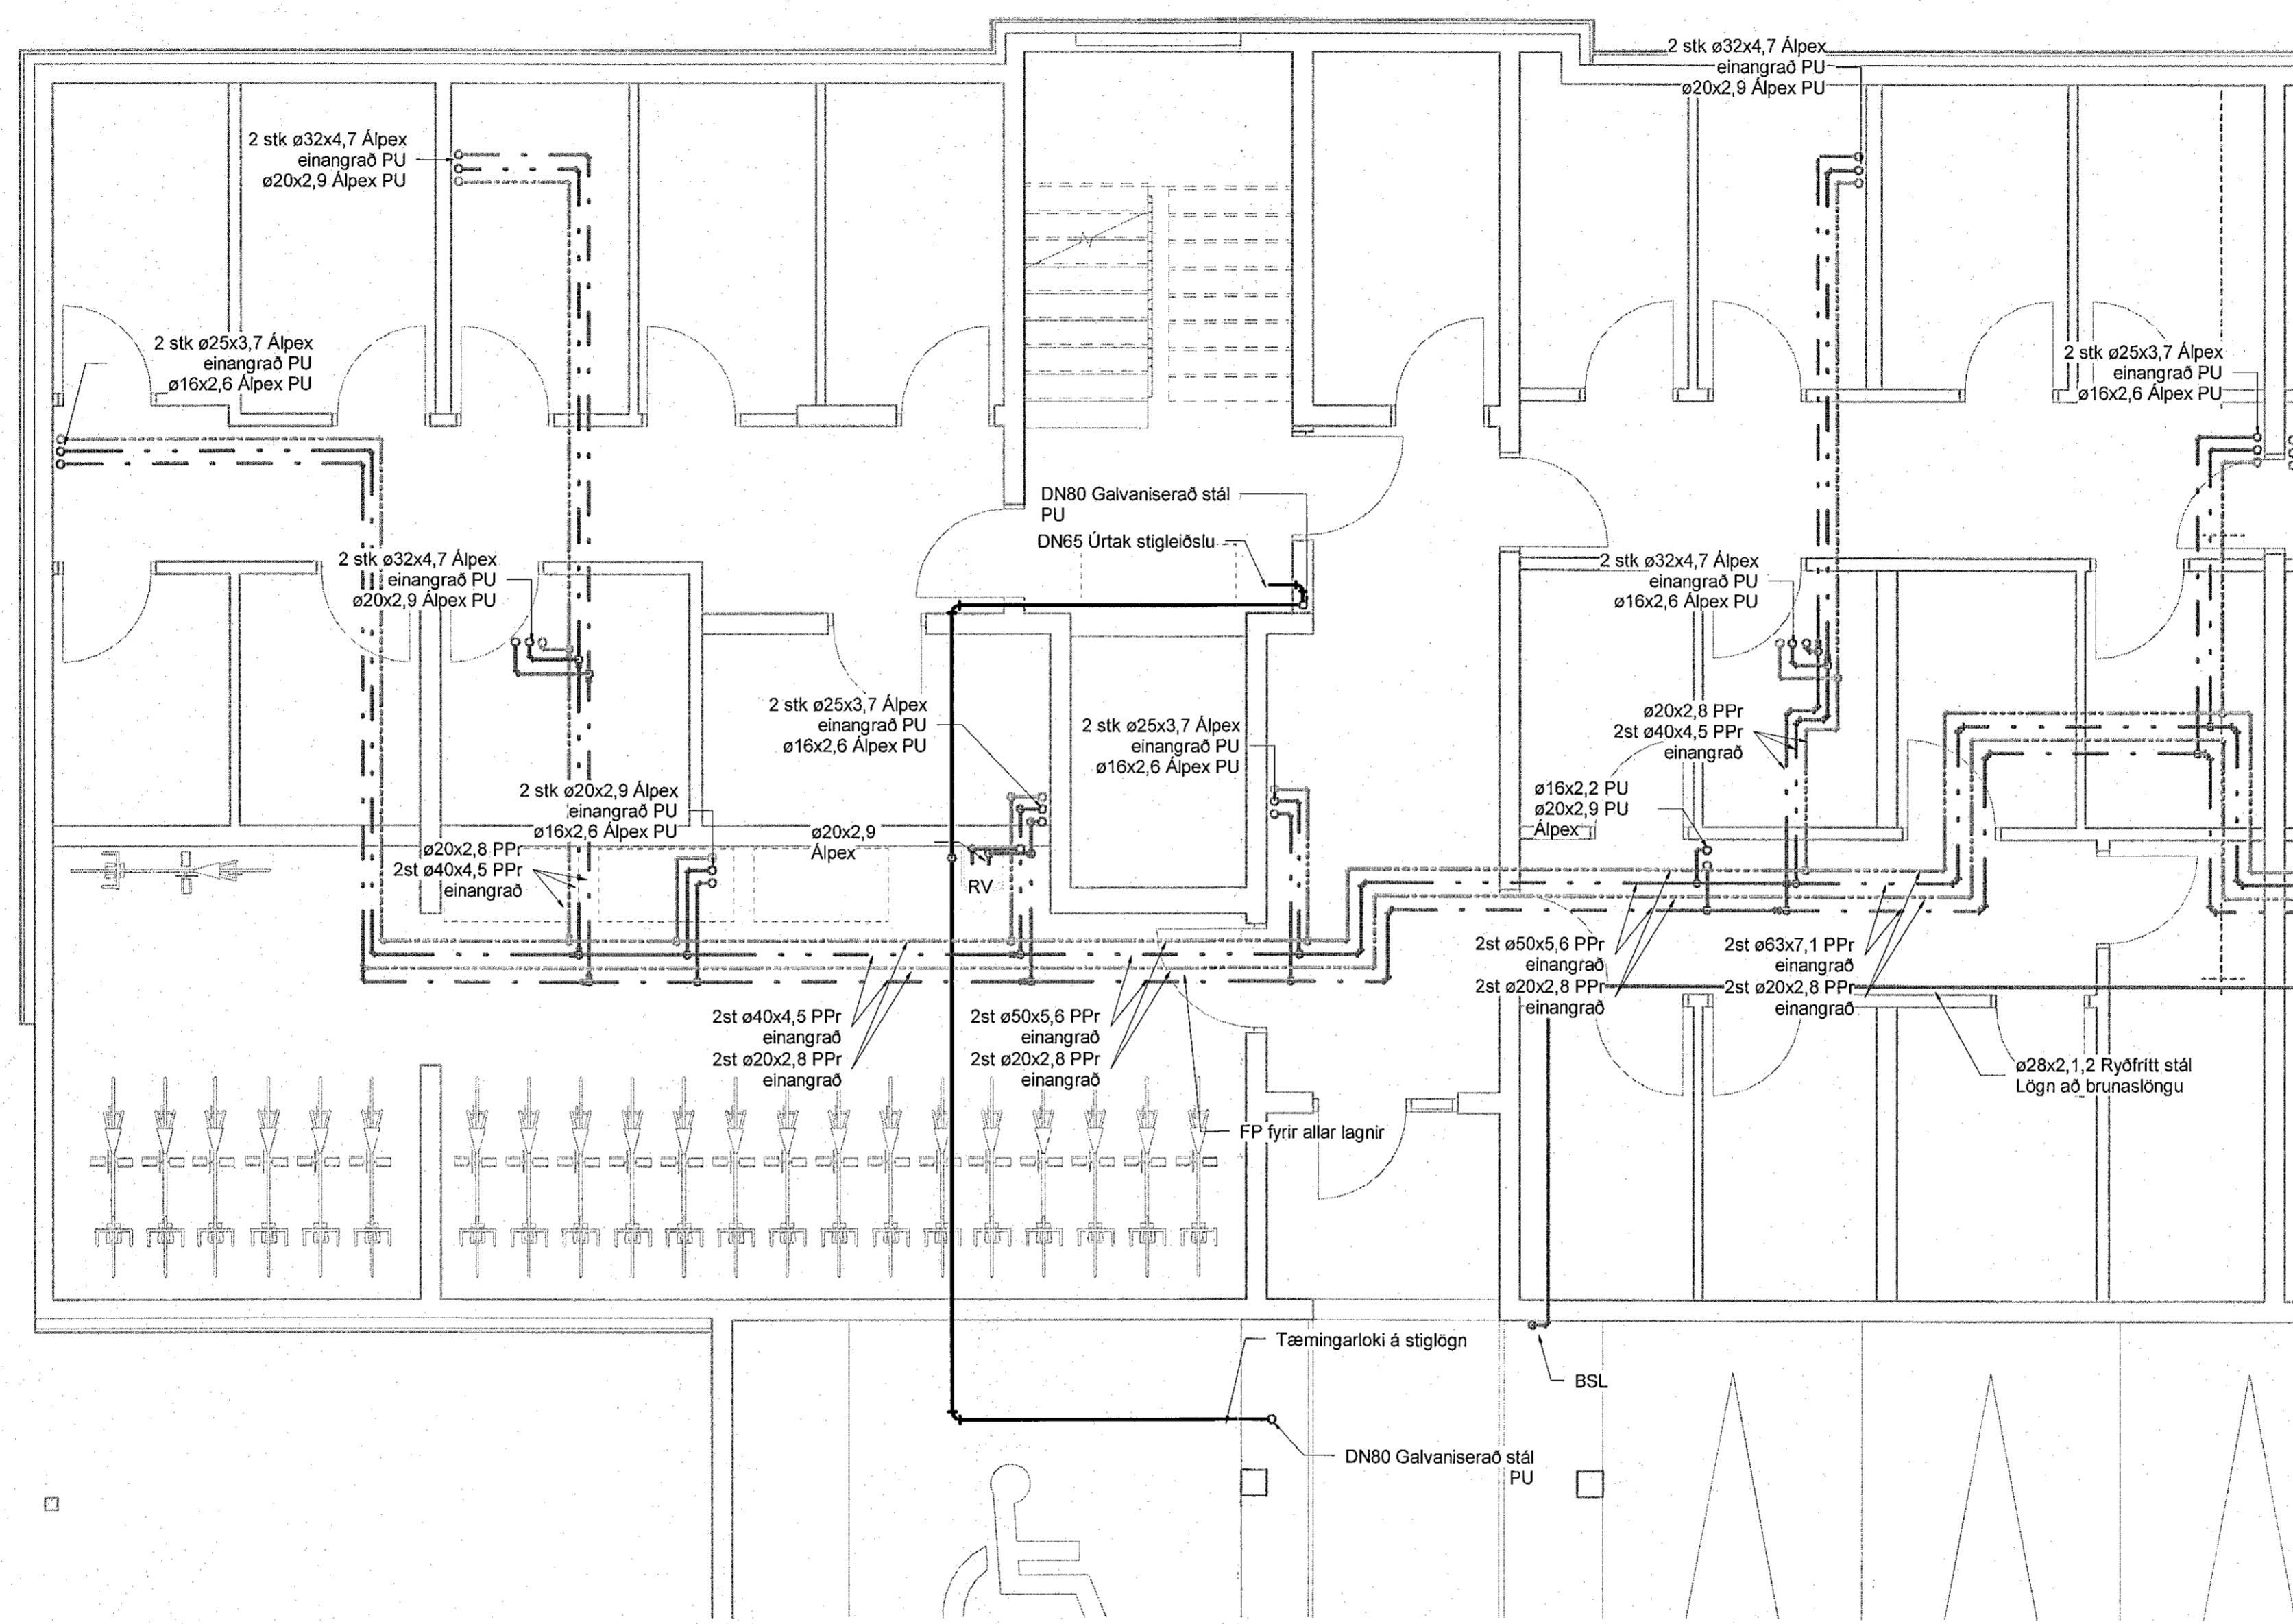 2 stk ø32x4,7 Álpex
einangrað PU
ø20x2,9 Álpex PU
2 stk ø32x4,7 Álpex
einangrað PU
ø20x2,9 Álpex PU
2 stk ø25x3,7 Álpex
einangrað PU
ø16x2,6 Álpex PU
2 stk ø25x3,7 Álpex
einangrað PU
ø16x2,6 Álpex PU
DN80 Galvaniserað stál
PU
DN65 Úrtak stigleiðslu
2 stk ø32x4,7 Álpex
einangrað PU
ø20x2,9 Álpex PU
2 stk ø32x4,7 Álpex
einangrað PU
ø16x2,6 Álpex PU
2 stk ø25x3,7 Álpex
einangrað PU
ø16x2,6 Álpex PU
2 stk ø25x3,7 Álpex
einangrað PU
ø16x2,6 Álpex PU
ø20x2,8 PPr
2st ø40x4,5 PPr
einangrað
2 stk ø20x2,9 Álpex
einangrað PU
ø16x2,6 Álpex PU
ø20x2,9
Álpex
RV
ø16x2,2 PU
ø20x2,9 PU
Álpex
ø20x2,8 PPr
2st ø40x4,5 PPr
einangrað
2st ø50x5,6 PPr
einangrað
2st ø20x2,8 PPr
einangrað
2st ø63x7,1 PPr
einangrað
2st ø20x2,8 PPr
einangrað
2st ø40x4,5 PPr
einangrað
2st ø20x2,8 PPr
einangrað
2st ø50x5,6 PPr
einangrað
2st ø20x2,8 PPr
einangrað
ø28x2,1,2 Ryðfrítt stál
Lögn að brunaslöngu
FP fyrir allar lagnir
Tæmingarloki á stiglögn
BSL
DN80 Galvaniserað stál
PU